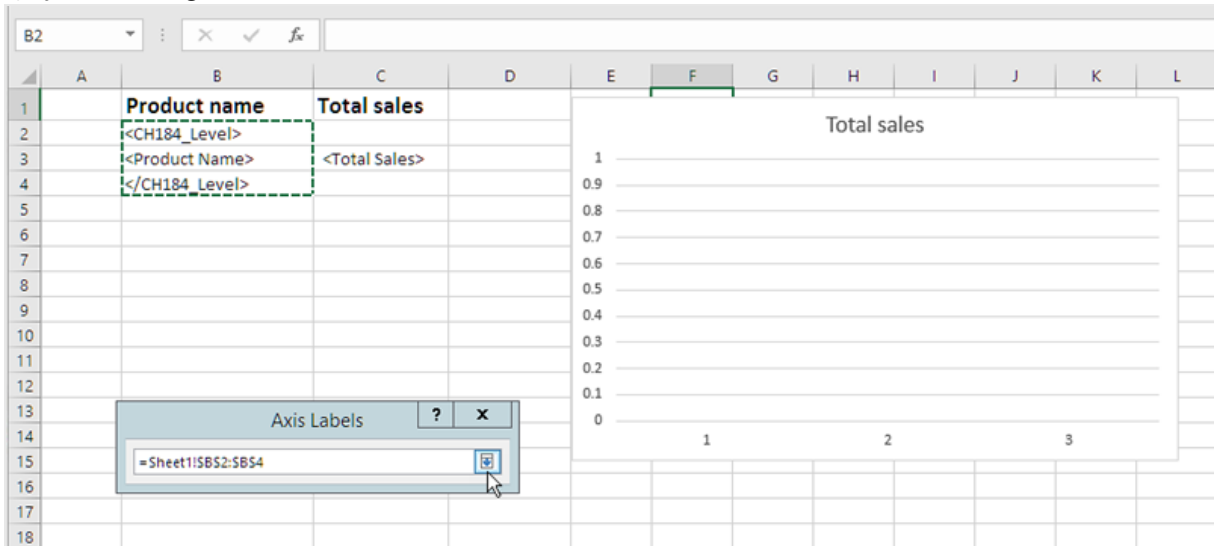 B2 fx
A B C D E F G H I J K L
1 Product name Total sales
2 <CH184_Level>
3 <Product Name> <Total Sales>
4 </CH184_Level>
5
6
7
8
9
10
11
12
13
14
15
16
17
18
Total sales
1
0.9
0.8
0.7
0.6
0.5
0.4
0.3
0.2
0.1
0
1 2 3
Axis Labels ? x
=Sheet1!$B$2:$B$4